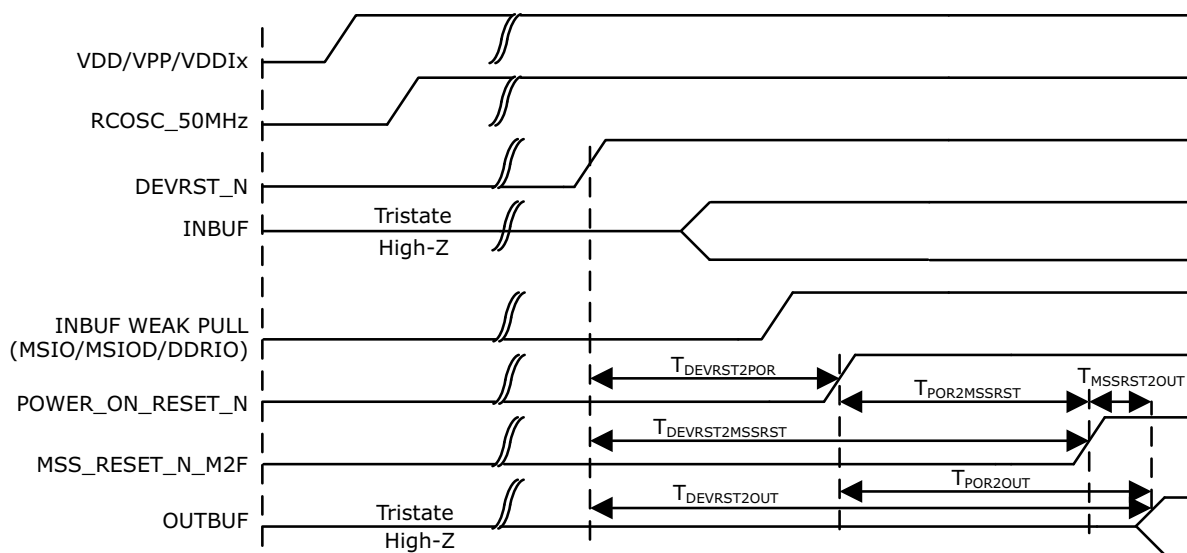 VDD/VPP/VDDIx
RCOSC_50MHz
DEVRST_N
Tristate
INBUF
High-Z
INBUF WEAK PULL
(MSIO/MSIOD/DDRIO)
TDEVRST2POR
TMSSRST2OUT
TPOR2MSSRST
POWER_ON_RESET_N
TDEVRST2MSSRST
MSS_RESET_N_M2F
TPOR2OUT
TDEVRST2OUT
OUTBUF
Tristate
High-Z